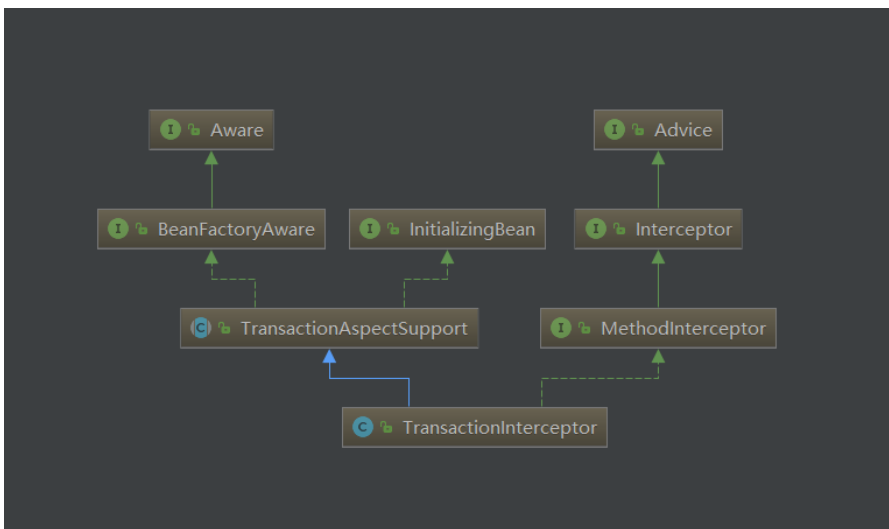 I Aware
I Advice
I BeanFactoryAware
I InitializingBean
I Interceptor
C TransactionAspectSupport
I MethodInterceptor
C TransactionInterceptor